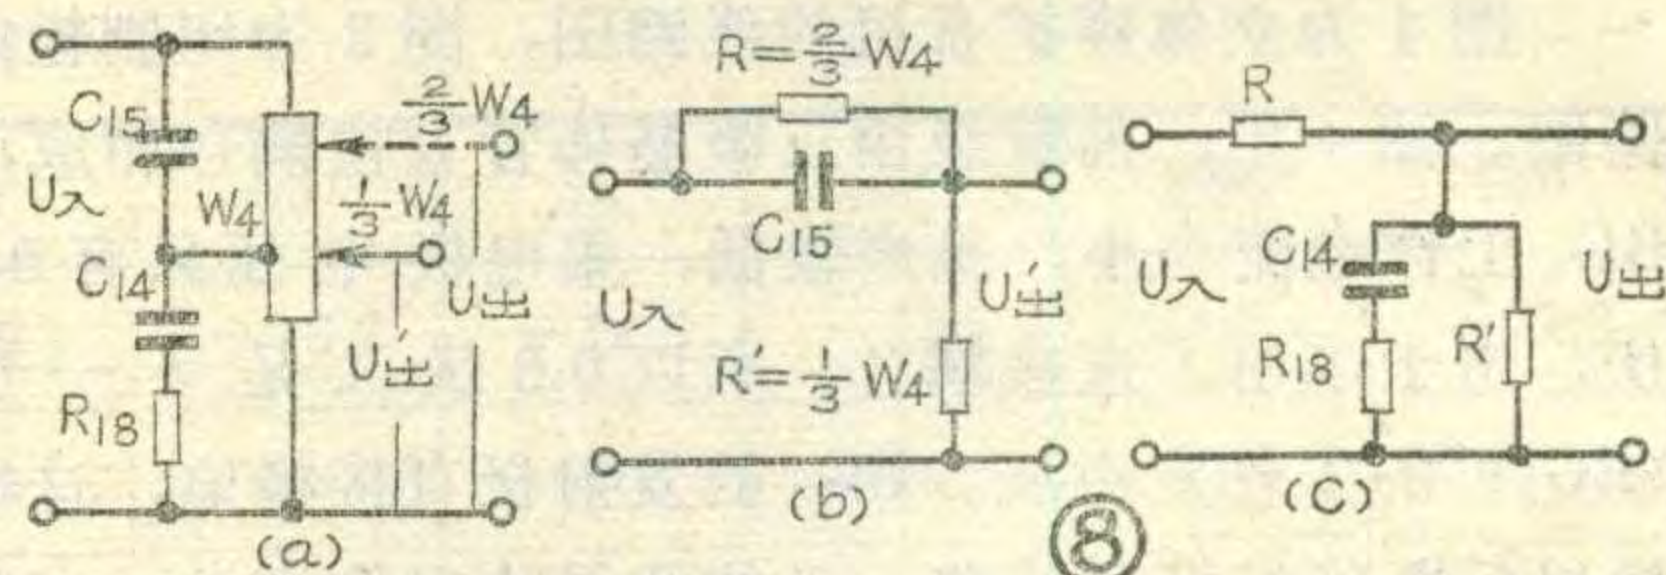 C15
U入
C14
R18
W4
2/3 W4
1/3 W4
U出
U′出
(a)
R=2/3 W4
C15
U入
U′出
R′=1/3 W4
(b)
R
U入
C14
R18
R′
U出
(C)
⑧